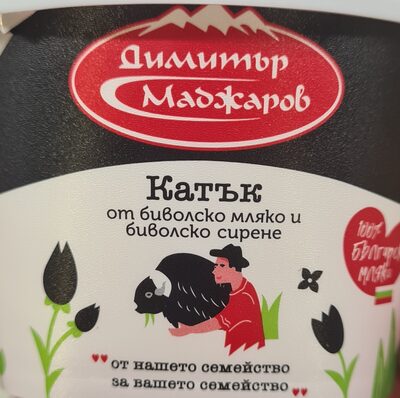 Димитър
Маджаров
Катък
от биволско мляко и
биволско сирене
100%
българско
мляко
"от нашето семейство
за вашето семейство"